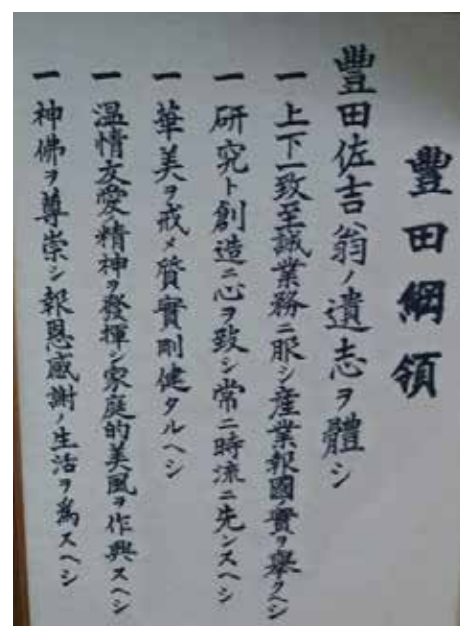 豐田綱領
豐田佐吉翁ノ遺志ヲ體シ
一 上下一致至誠業務ニ服シ産業報國ノ實ヲ擧クヘシ
一 研究ト創造ニ心ヲ致シ常ニ時流ニ先ンスヘシ
一 華美ヲ戒メ質實剛健タルヘシ
一 温情友愛精神ヲ發揮シ家庭的美風ヲ作興スヘシ
一 神佛ヲ尊崇シ報恩感謝ノ生活ヲ爲スヘシ